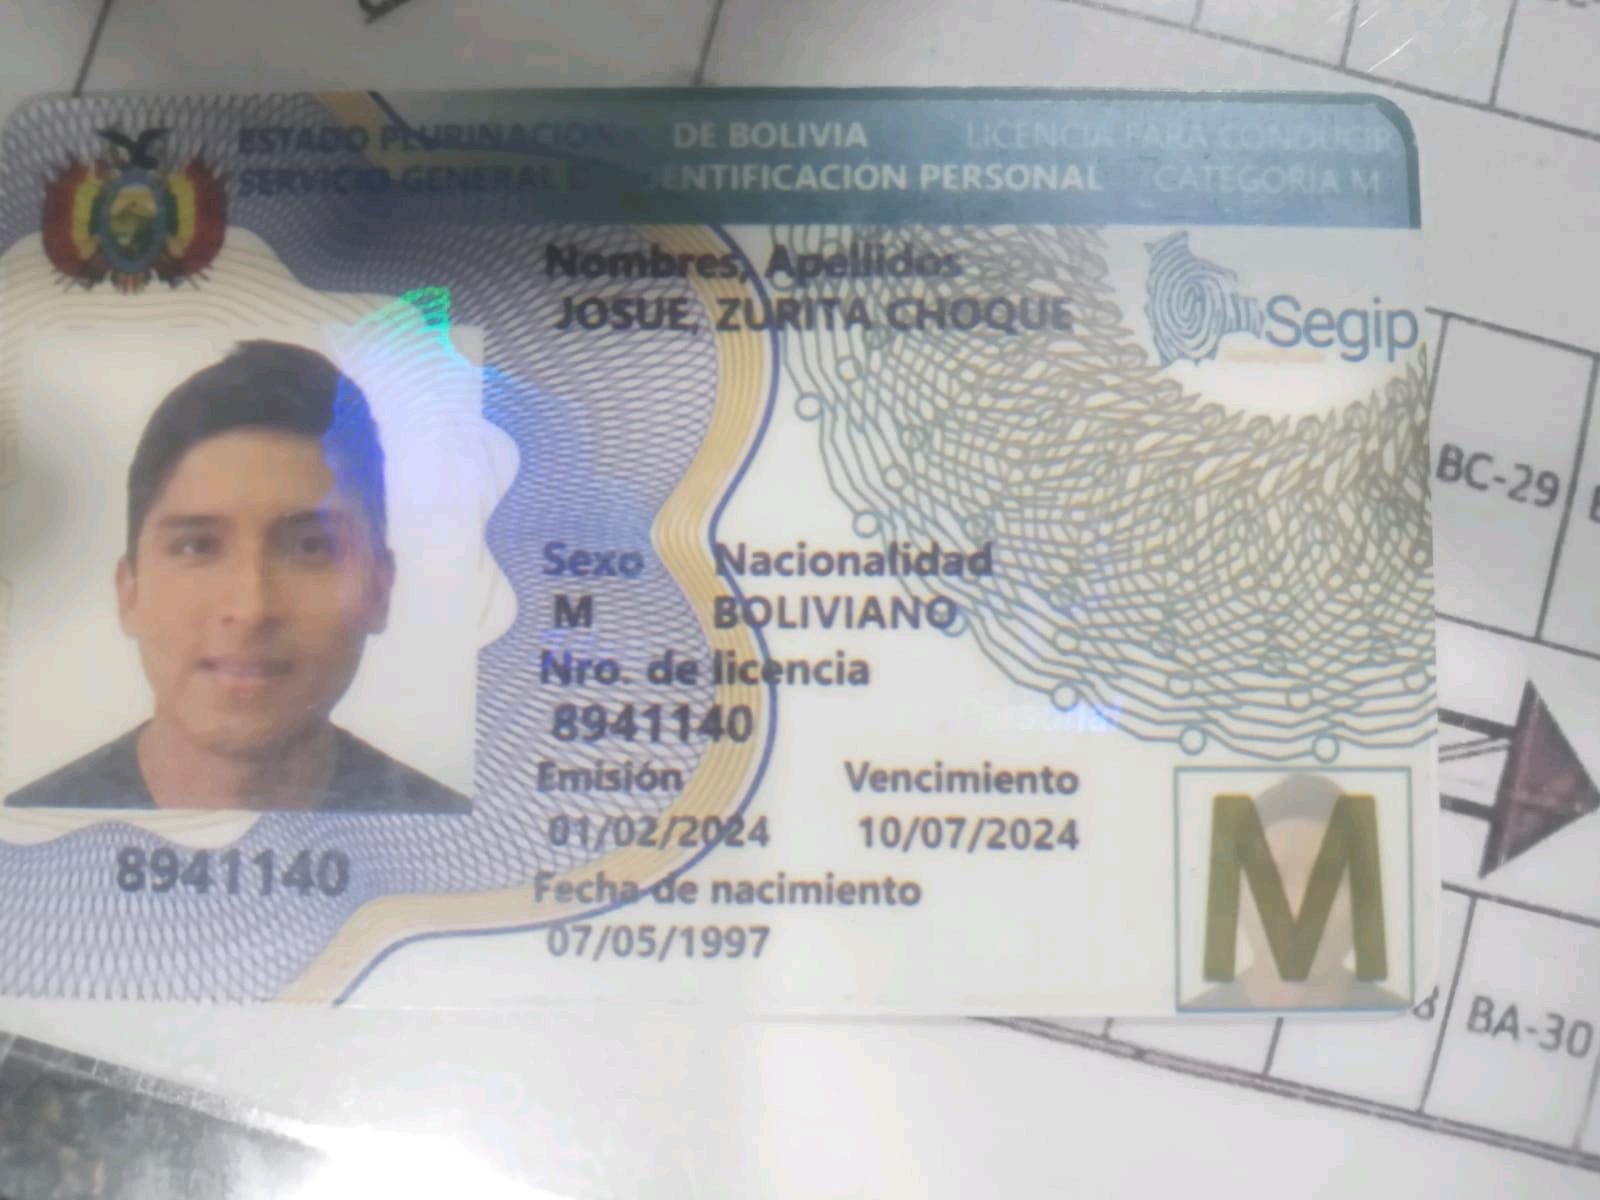 ESTADO PLURINACIONAL DE BOLIVIA
SERVICIO GENERAL DE IDENTIFICACIÓN PERSONAL
LICENCIA PARA CONDUCIR
CATEGORÍA M
Segip
Nombres, Apellidos
JOSUE, ZURITA CHOQUE
Sexo Nacionalidad
M BOLIVIANO
Nro. de licencia
8941140
Emisión Vencimiento
01/02/2024 10/07/2024
Fecha de nacimiento
07/05/1997
8941140
M
BC-29
BA-30